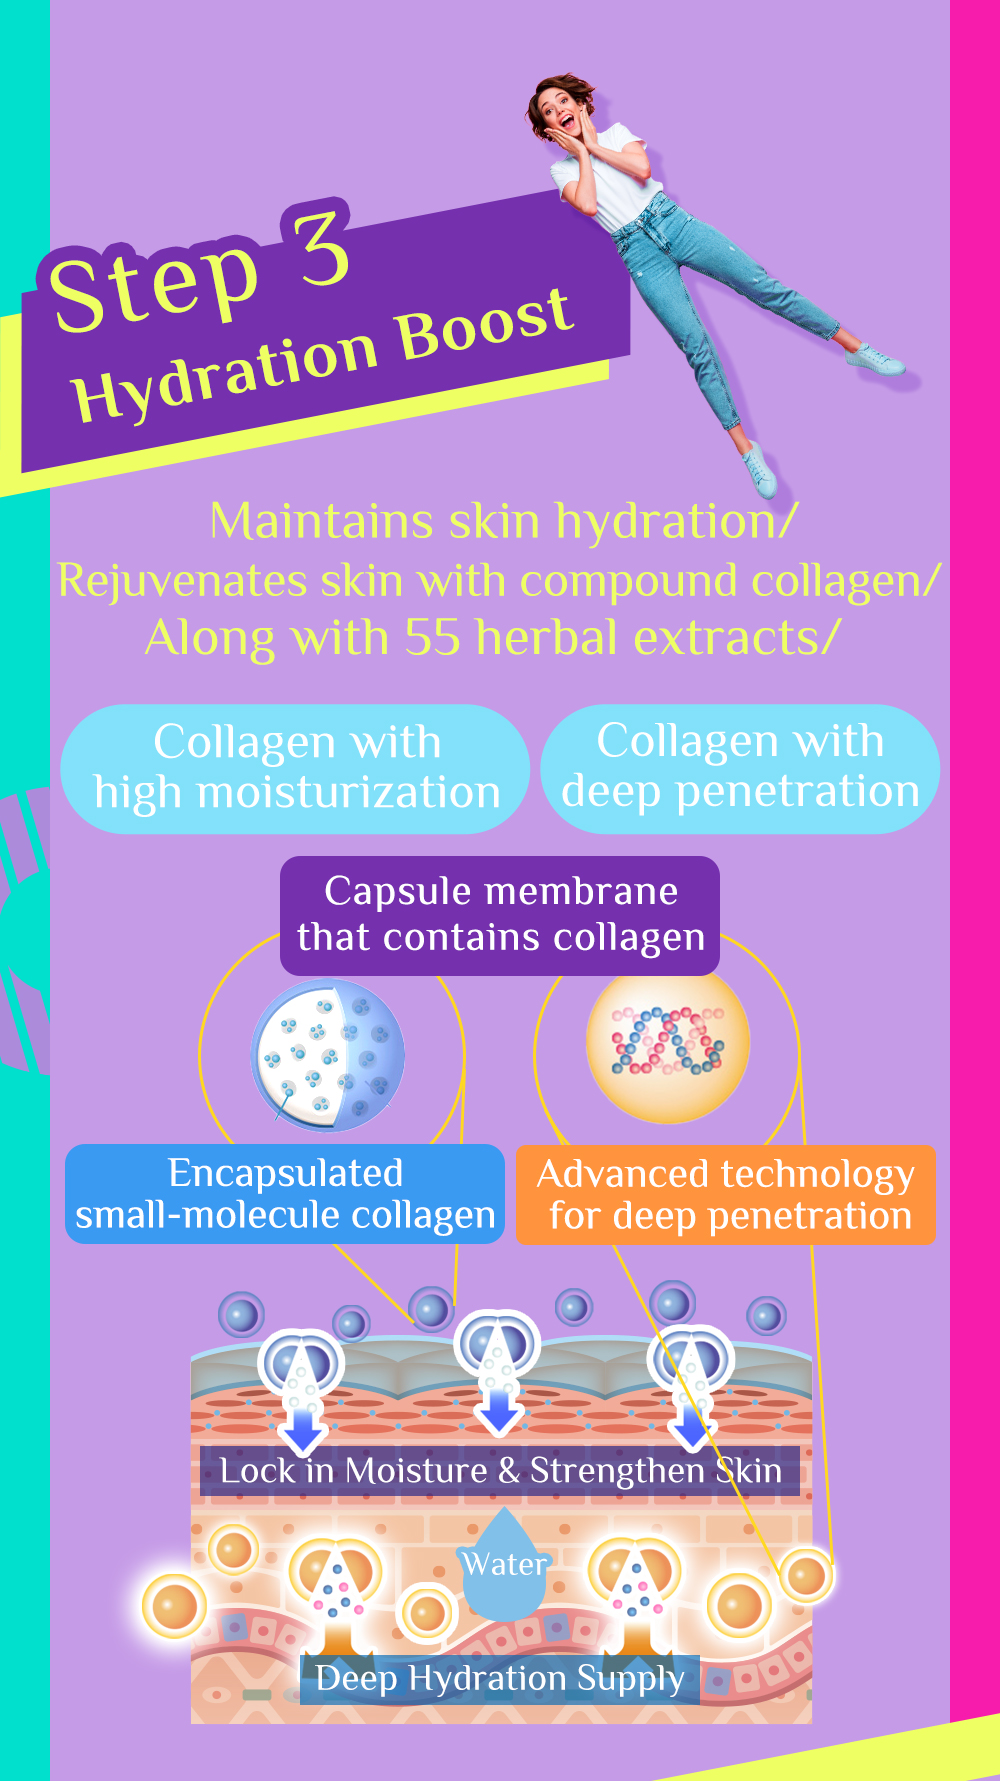 Step 3
Hydration Boost
Maintains skin hydration/
Rejuvenates skin with compound collagen/
Along with 55 herbal extracts/
Collagen with
high moisturization
Collagen with
deep penetration
Capsule membrane
that contains collagen
Encapsulated
small-molecule collagen
Advanced technology
for deep penetration
Lock in Moisture & Strengthen Skin
Water
Deep Hydration Supply